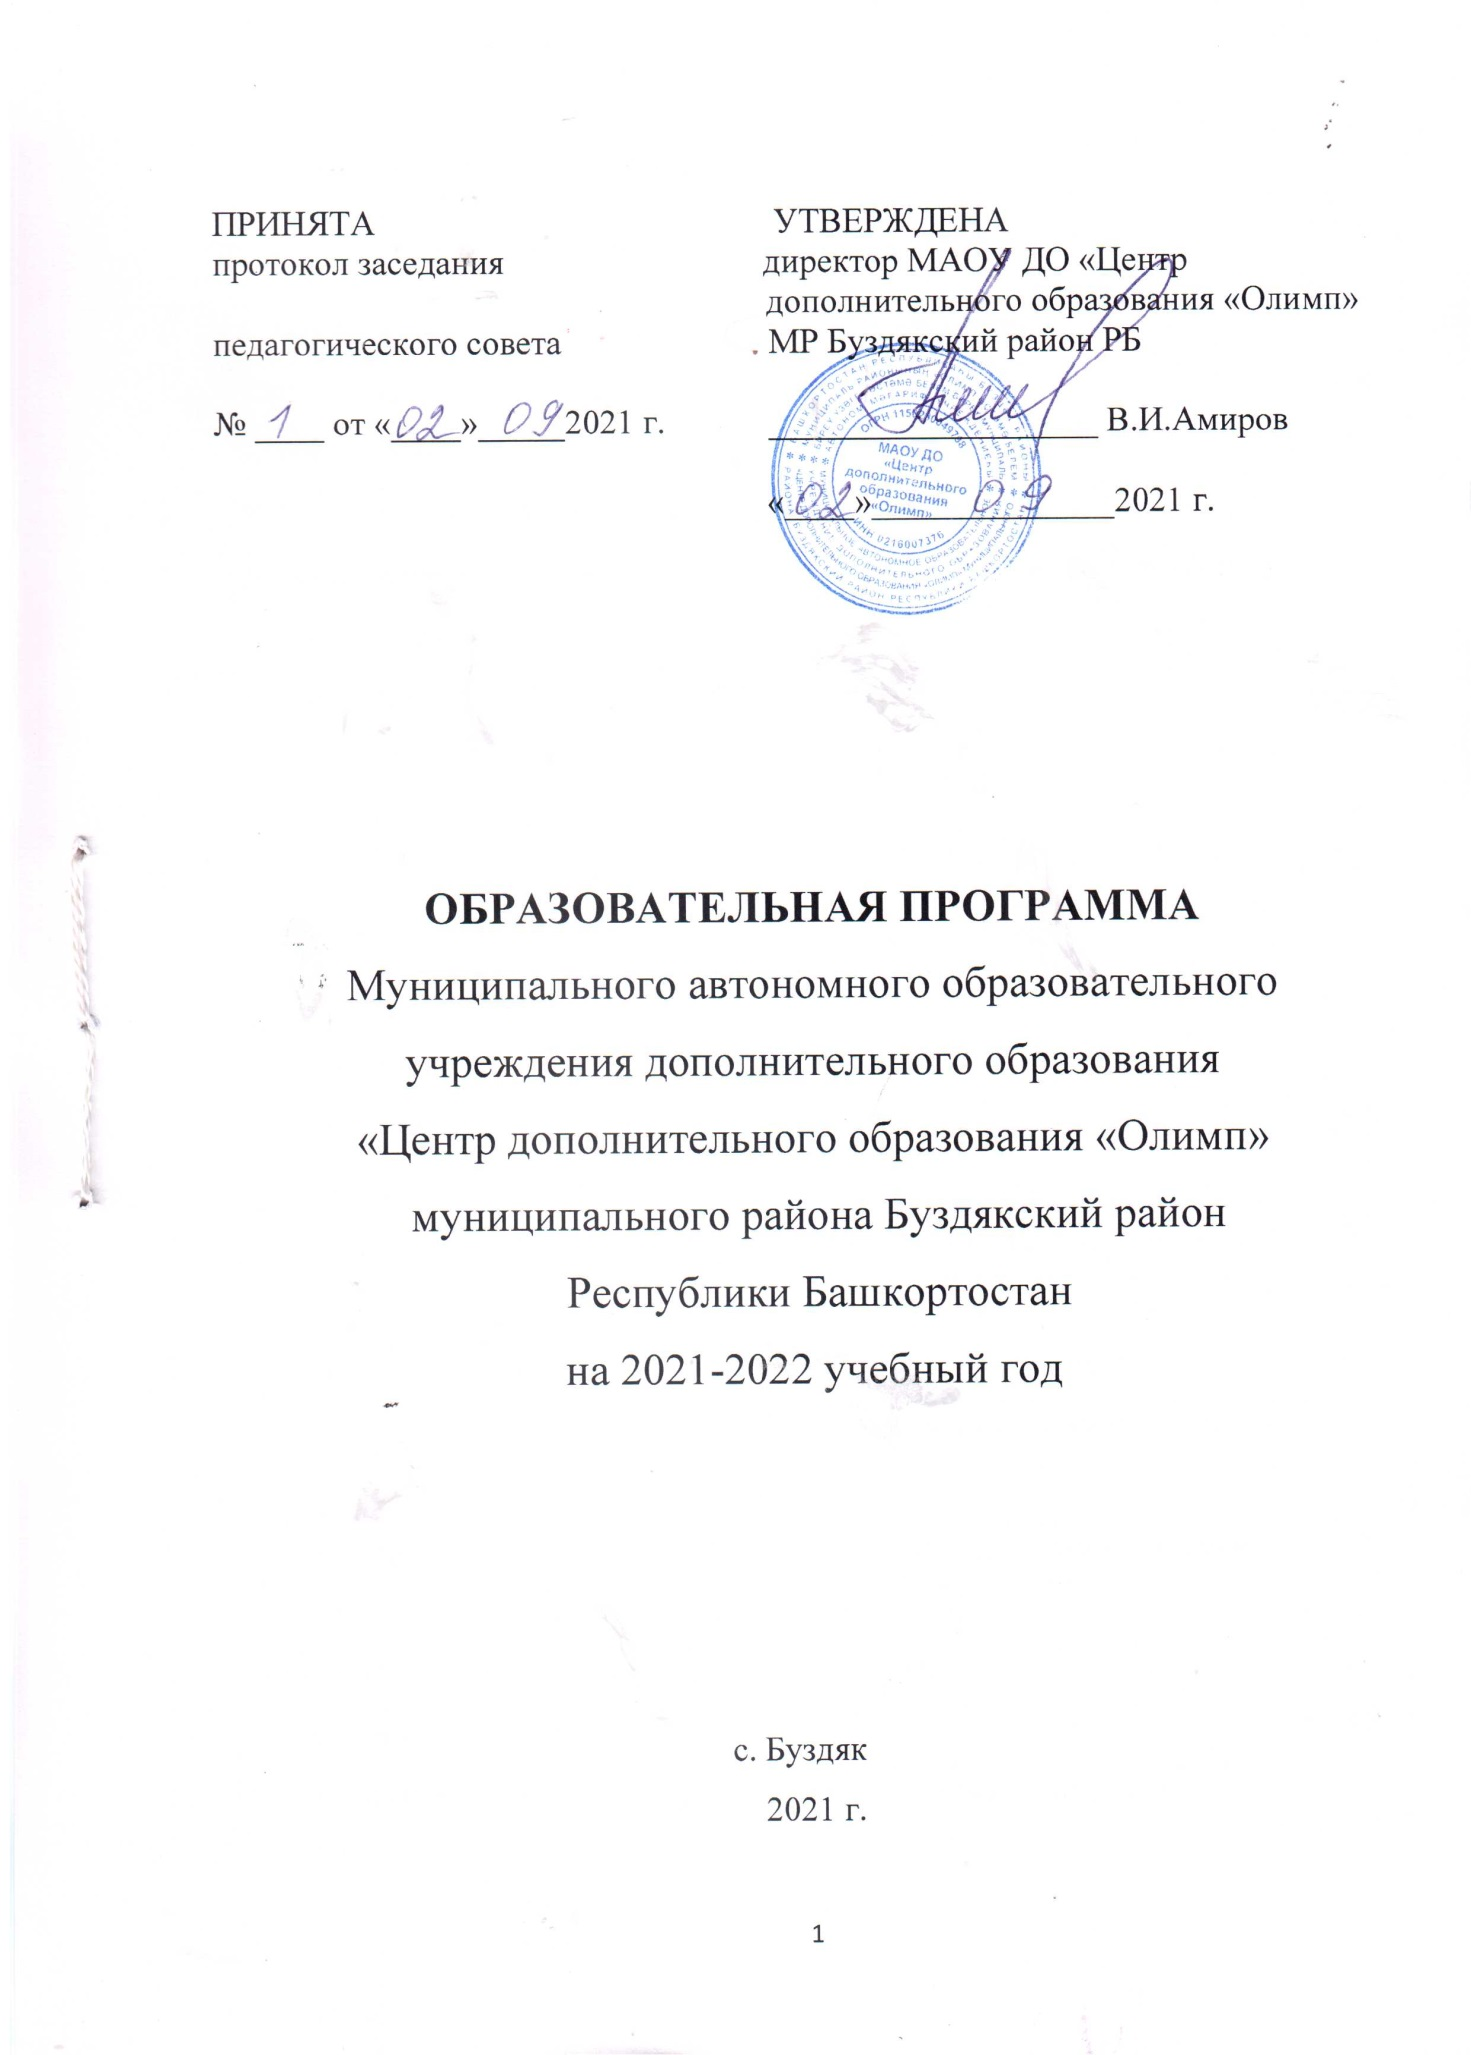 ПРИНЯТА
протокол заседания
педагогического совета
№ 1 от «02» 09 2021 г.
УТВЕРЖДЕНА
директор МАОУ ДО «Центр
дополнительного образования «Олимп»
МР Буздякский район РБ
В.И.Амиров
«02» 09 2021 г.
МАОУ ДО
«Центр
дополнительного
образования
«Олимп»
ИНН 0216007376
ОБРАЗОВАТЕЛЬНАЯ ПРОГРАММА
Муниципального автономного образовательного
учреждения дополнительного образования
«Центр дополнительного образования «Олимп»
муниципального района Буздякский район
Республики Башкортостан
на 2021-2022 учебный год
с. Буздяк
2021 г.
1